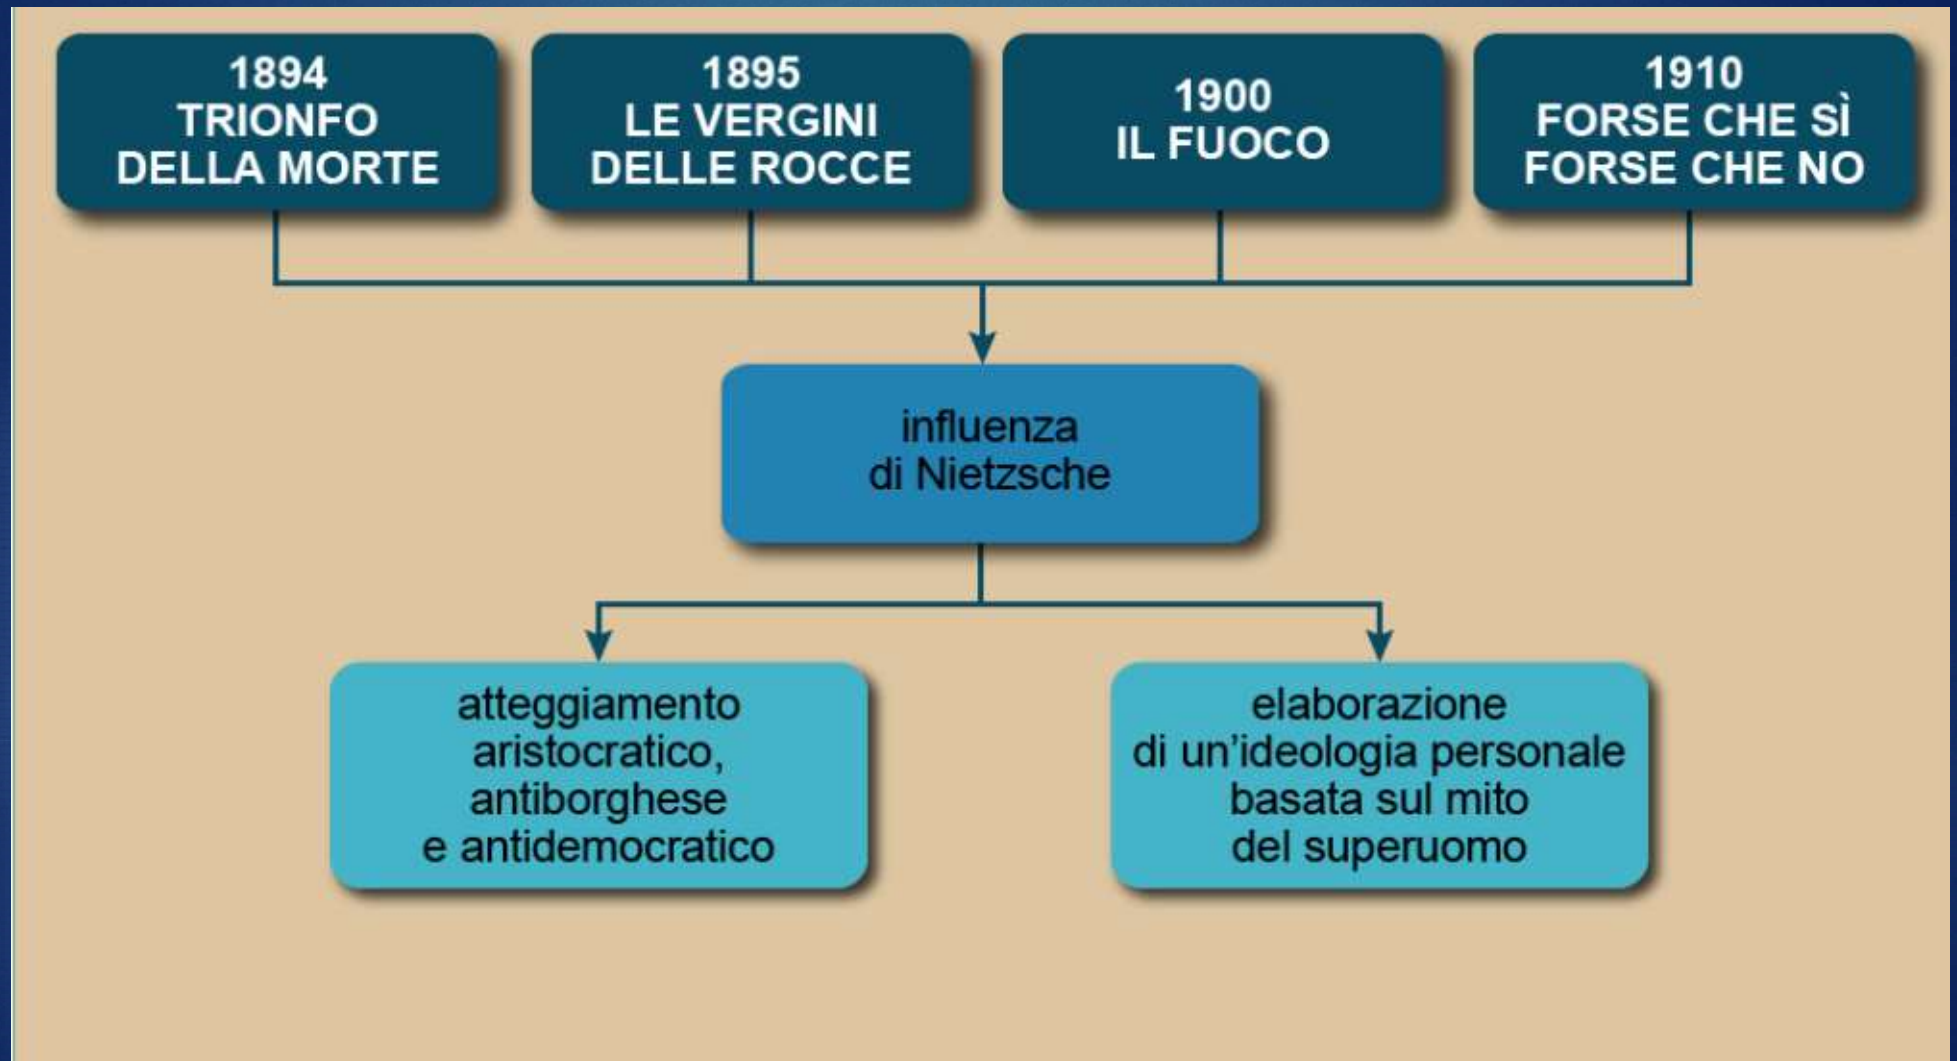 1894
TRIONFO
DELLA MORTE
1895
LE VERGINI
DELLE ROCCE
1900
IL FUOCO
1910
FORSE CHE SÌ
FORSE CHE NO
influenza
di Nietzsche
atteggiamento
aristocratico,
antiborghese
e antidemocratico
elaborazione
di un'ideologia personale
basata sul mito
del superuomo